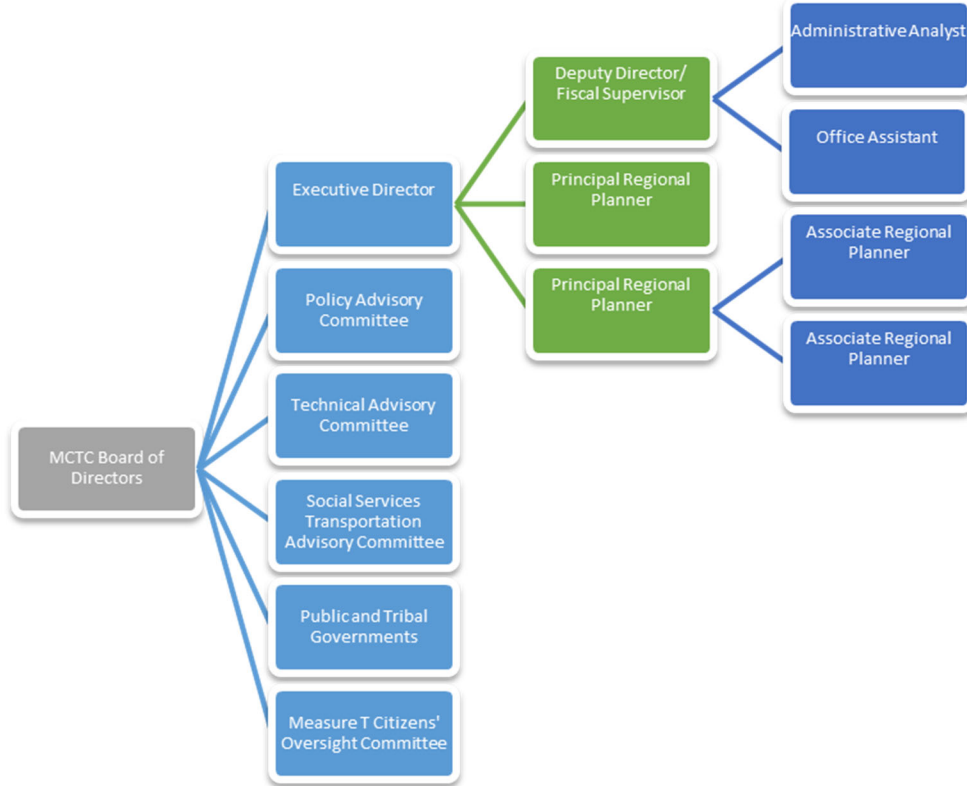 Administrative Analyst
Deputy Director/
Fiscal Supervisor
Office Assistant
Executive Director
Principal Regional
Planner
Associate Regional
Planner
Principal Regional
Planner
Policy Advisory
Committee
Associate Regional
Planner
Technical Advisory
Committee
MCTC Board of
Directors
Social Services
Transportation
Advisory Committee
Public and Tribal
Governments
Measure T Citizens'
Oversight Committee